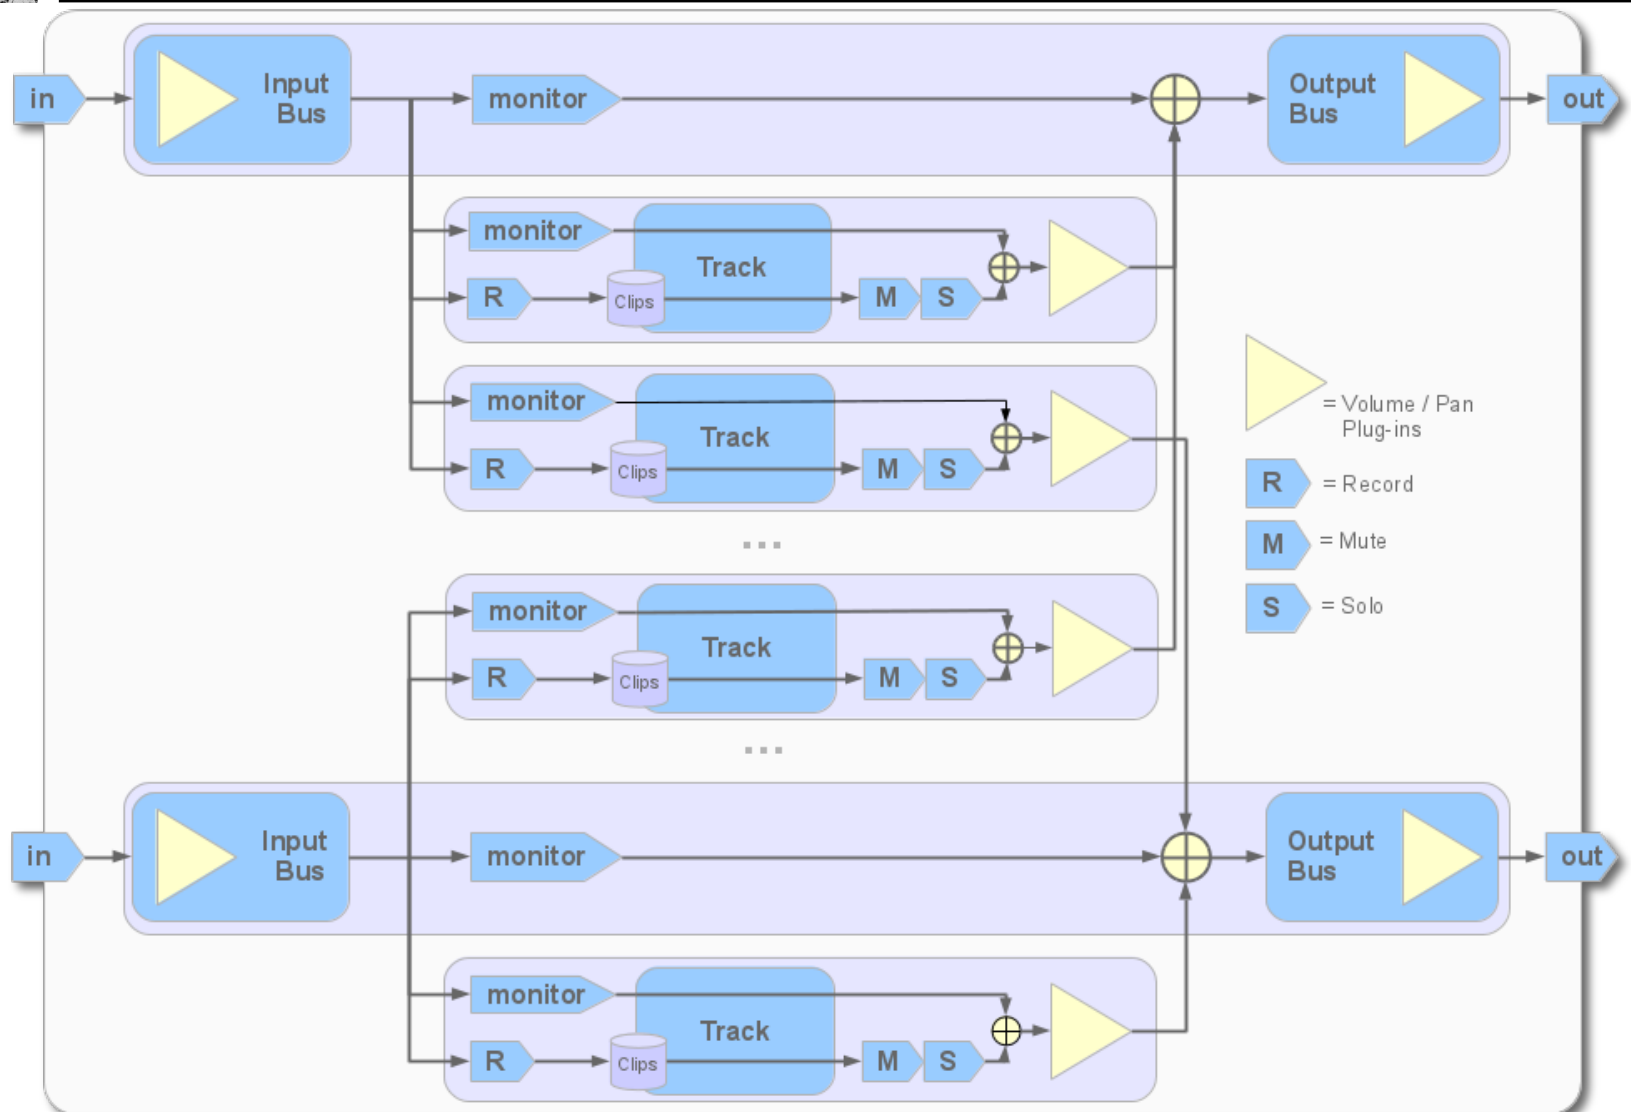 in
Input
Bus
monitor
Output
Bus
out
monitor
Track
R
Clips
M
S
monitor
Track
R
Clips
M
S
= Volume / Pan
Plug-ins
R
= Record
...
M
= Mute
monitor
Track
R
Clips
M
S
S
= Solo
...
in
Input
Bus
monitor
Output
Bus
out
monitor
Track
R
Clips
M
S